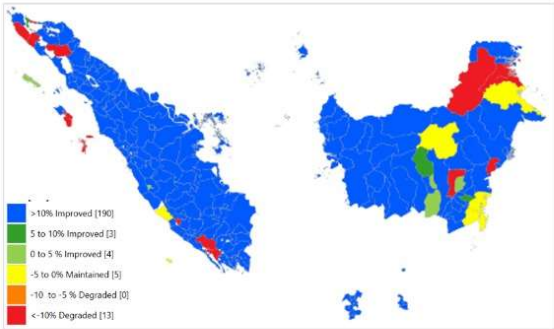 >10% Improved [190]
5 to 10% Improved [3]
0 to 5 % Improved [4]
-5 to 0% Maintained [5]
-10 to -5 % Degraded [0]
<-10% Degraded [13]